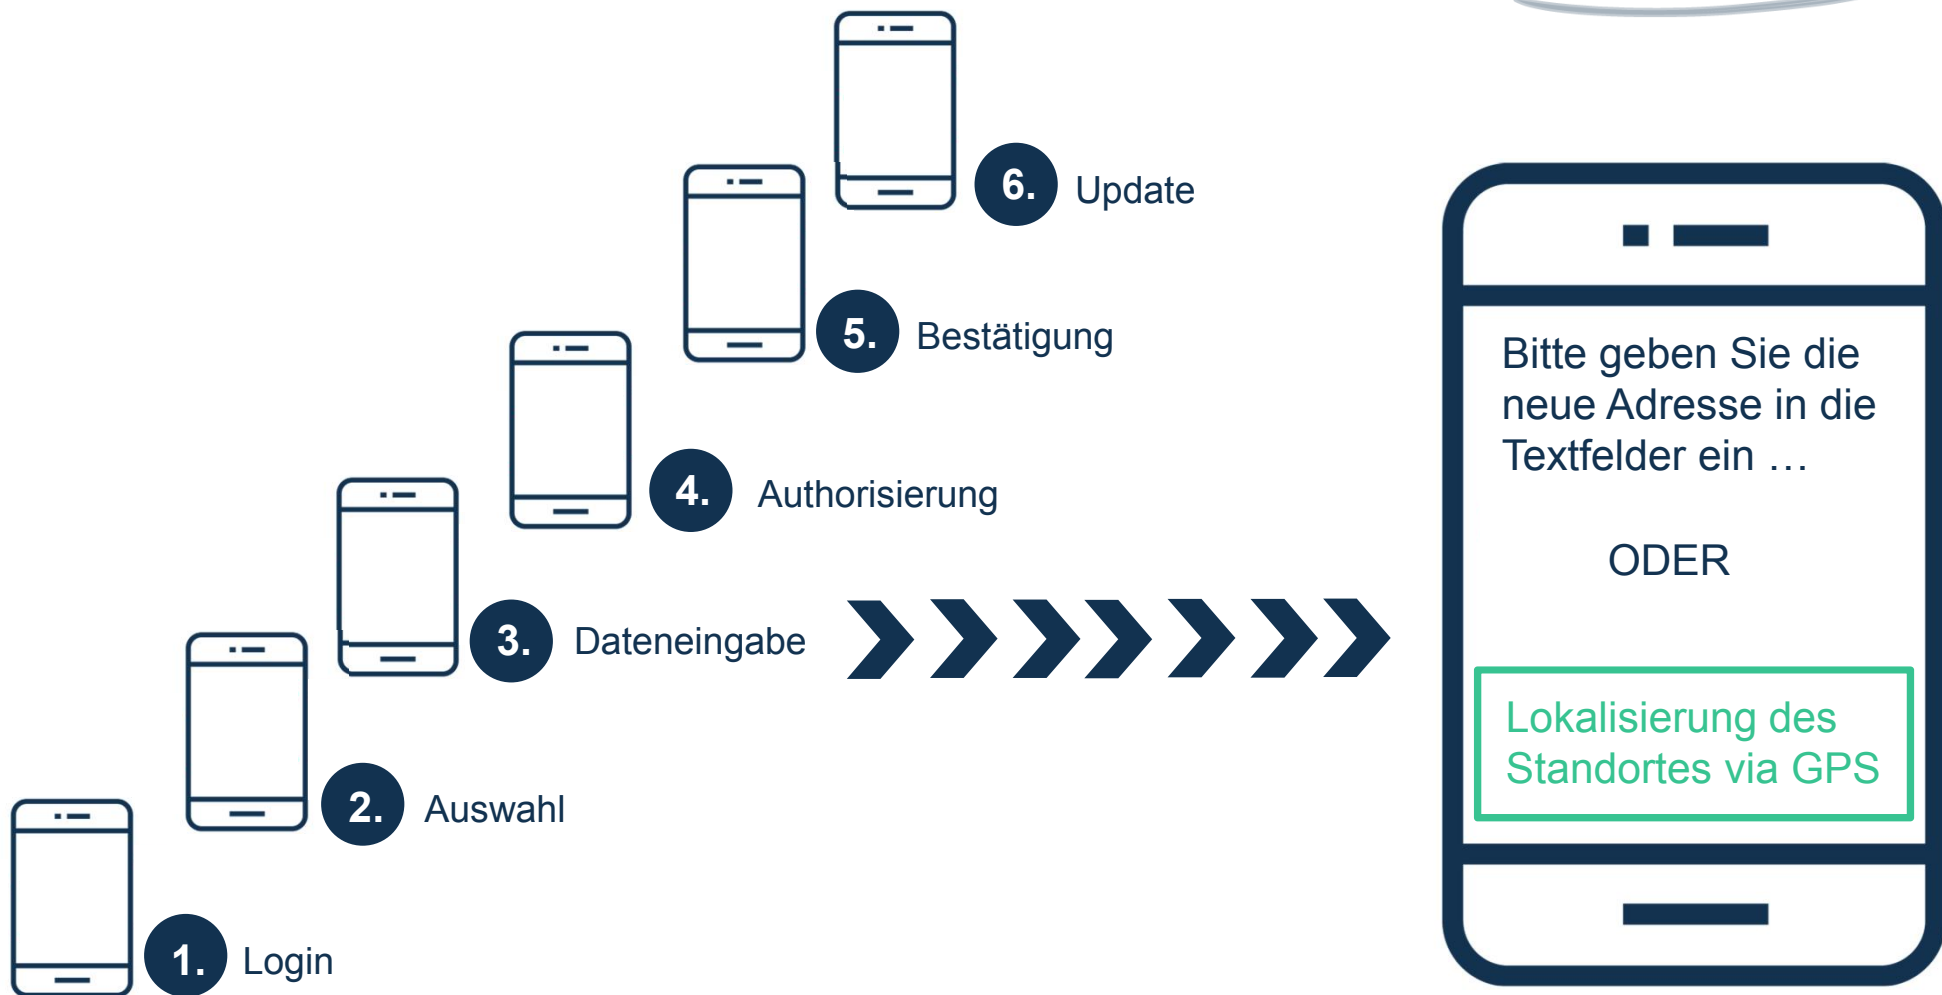 6. Update
5. Bestätigung
4. Authorisierung
3. Dateneingabe
2. Auswahl
1. Login
Bitte geben Sie die
neue Adresse in die
Textfelder ein …
ODER
Lokalisierung des
Standortes via GPS